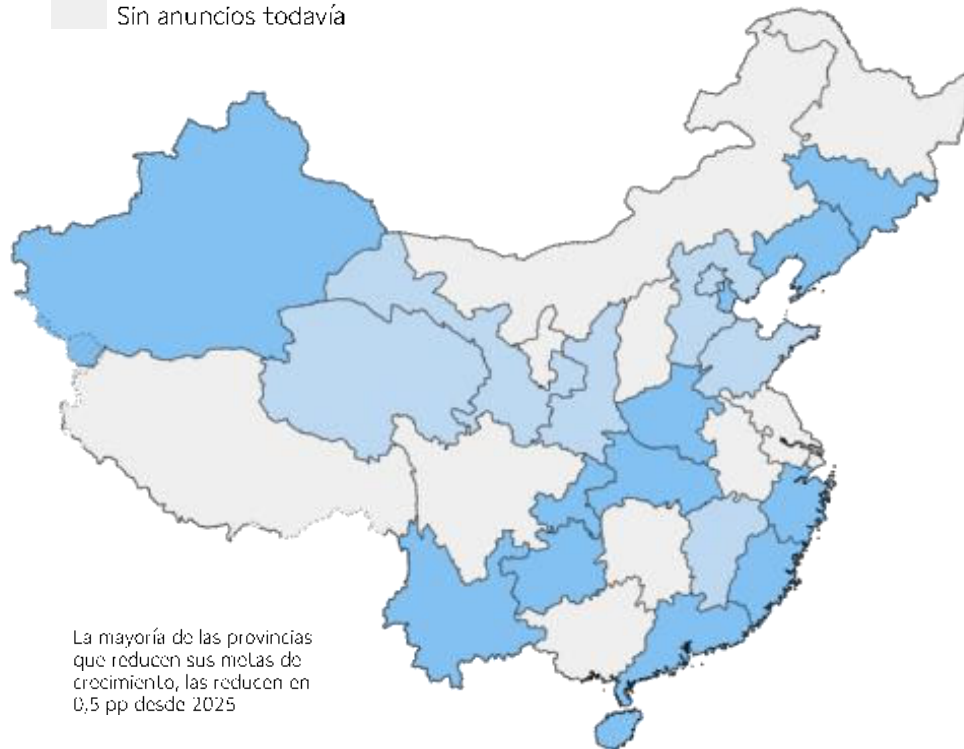 Sin anuncios todavía
La mayoría de las provincias
que reducen sus metas de
crecimiento, las reducen en
0,5 pp desde 2025